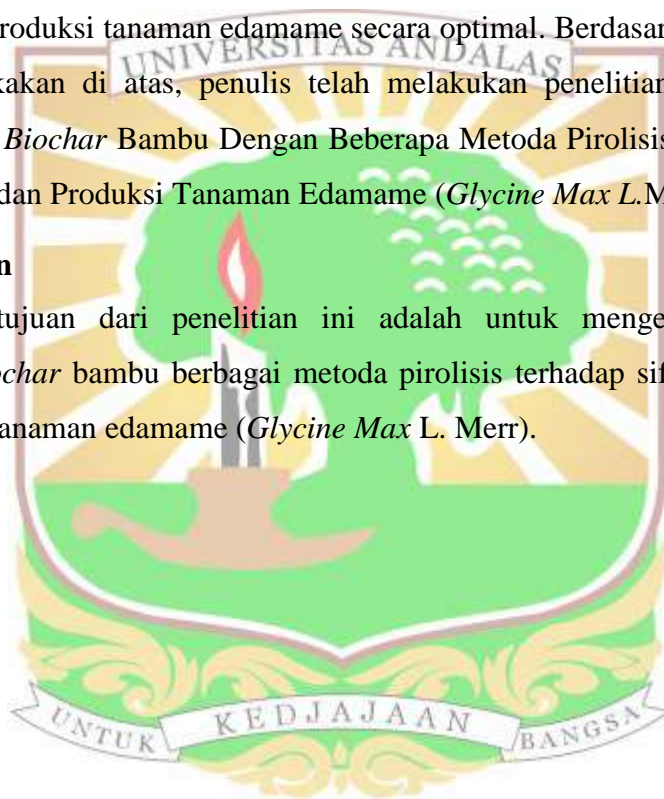 roduksi tanaman edamame secara optimal. Berdasar
UNIVERSITAS ANDALAS
kakan di atas, penulis telah melakukan penelitian
Biochar Bambu Dengan Beberapa Metoda Pirolisis
dan Produksi Tanaman Edamame (Glycine Max L.M
n
tujuan dari penelitian ini adalah untuk menge
ochar bambu berbagai metoda pirolisis terhadap sif
anaman edamame (Glycine Max L. Merr).
UNTUK KEDJAJAAN BANGSA